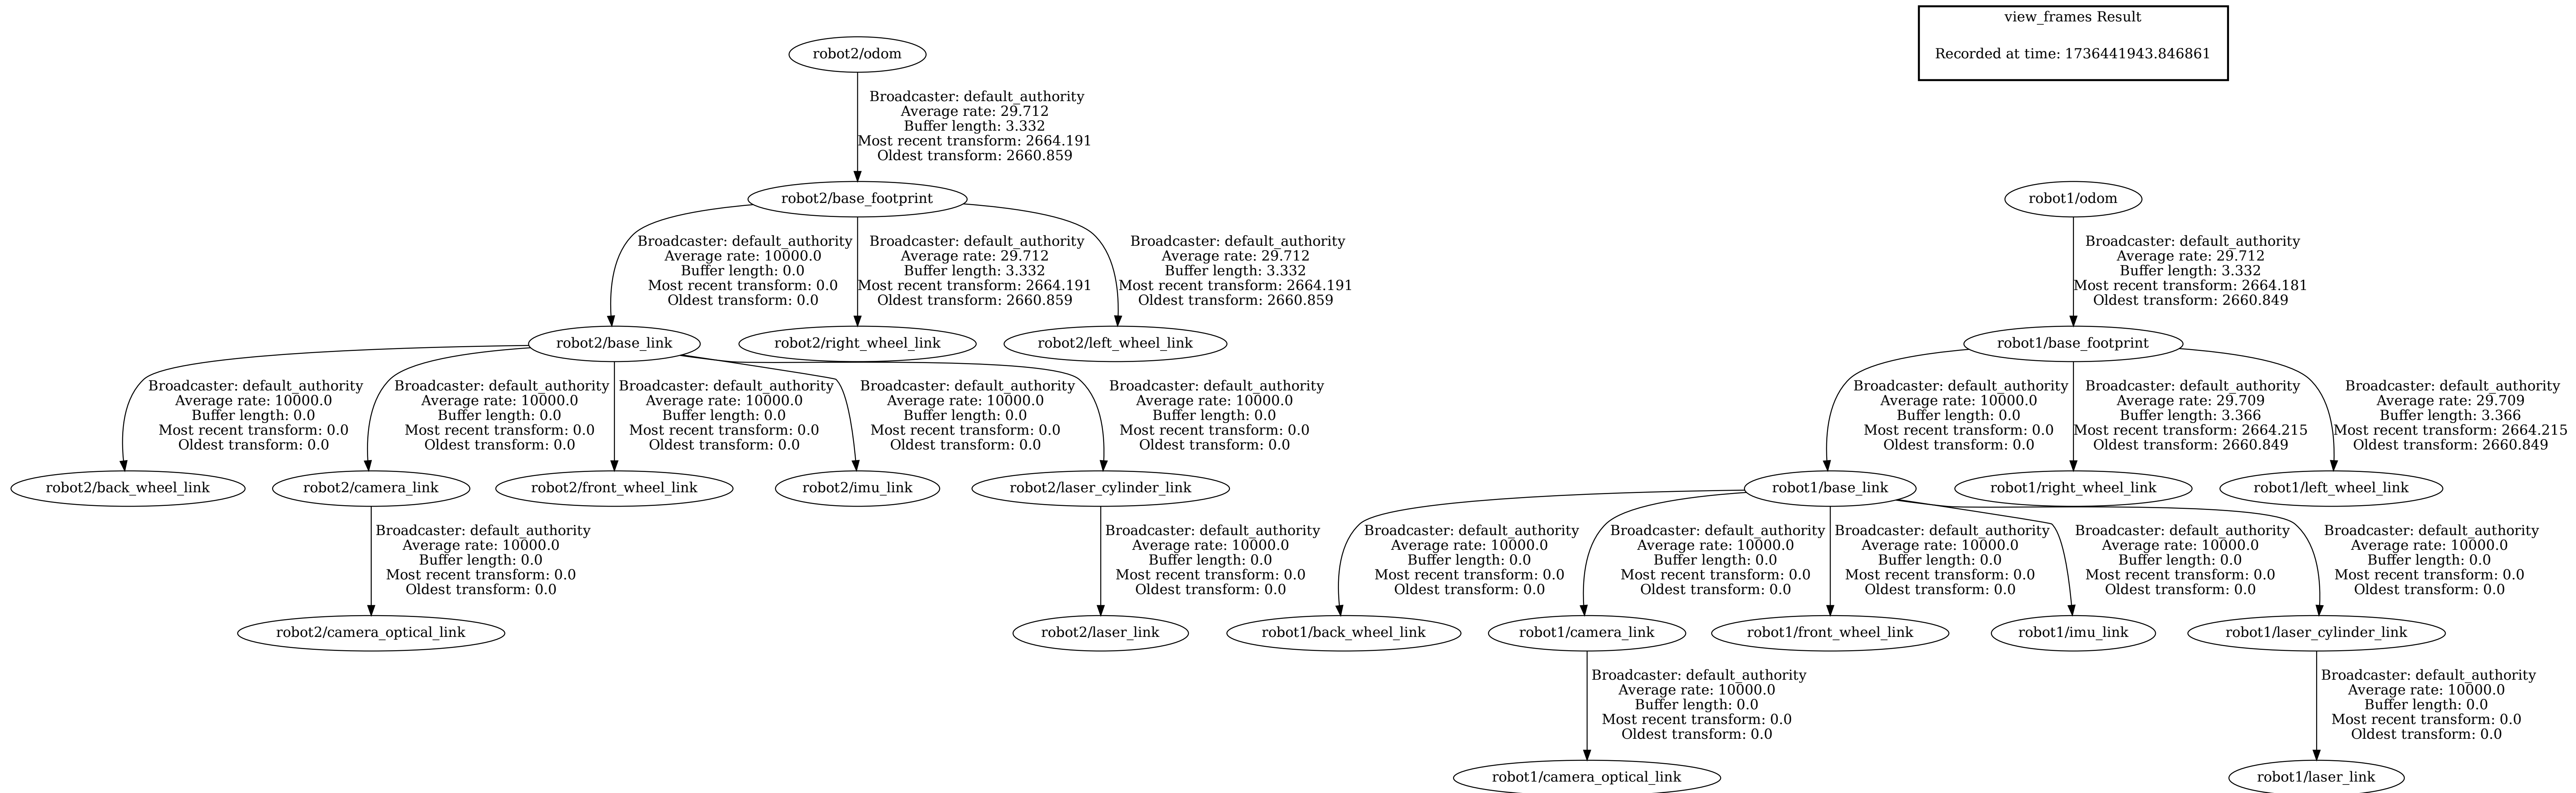 view_frames Result
Recorded at time: 1736441943.846861
robot2/odom
Broadcaster: default_authority
Average rate: 29.712
Buffer length: 3.332
Most recent transform: 2664.191
Oldest transform: 2660.859
robot2/base_footprint
Broadcaster: default_authority
Average rate: 10000.0
Buffer length: 0.0
Most recent transform: 0.0
Oldest transform: 0.0
Broadcaster: default_authority
Average rate: 29.712
Buffer length: 3.332
Most recent transform: 2664.191
Oldest transform: 2660.859
Broadcaster: default_authority
Average rate: 29.712
Buffer length: 3.332
Most recent transform: 2664.191
Oldest transform: 2660.859
robot2/base_link
robot2/right_wheel_link
robot2/left_wheel_link
Broadcaster: default_authority
Average rate: 10000.0
Buffer length: 0.0
Most recent transform: 0.0
Oldest transform: 0.0
Broadcaster: default_authority
Average rate: 10000.0
Buffer length: 0.0
Most recent transform: 0.0
Oldest transform: 0.0
Broadcaster: default_authority
Average rate: 10000.0
Buffer length: 0.0
Most recent transform: 0.0
Oldest transform: 0.0
Broadcaster: default_authority
Average rate: 10000.0
Buffer length: 0.0
Most recent transform: 0.0
Oldest transform: 0.0
Broadcaster: default_authority
Average rate: 10000.0
Buffer length: 0.0
Most recent transform: 0.0
Oldest transform: 0.0
robot2/back_wheel_link
robot2/camera_link
robot2/front_wheel_link
robot2/imu_link
robot2/laser_cylinder_link
Broadcaster: default_authority
Average rate: 10000.0
Buffer length: 0.0
Most recent transform: 0.0
Oldest transform: 0.0
Broadcaster: default_authority
Average rate: 10000.0
Buffer length: 0.0
Most recent transform: 0.0
Oldest transform: 0.0
robot2/camera_optical_link
robot2/laser_link
robot1/odom
Broadcaster: default_authority
Average rate: 29.712
Buffer length: 3.332
Most recent transform: 2664.181
Oldest transform: 2660.849
robot1/base_footprint
Broadcaster: default_authority
Average rate: 10000.0
Buffer length: 0.0
Most recent transform: 0.0
Oldest transform: 0.0
Broadcaster: default_authority
Average rate: 29.709
Buffer length: 3.366
Most recent transform: 2664.215
Oldest transform: 2660.849
Broadcaster: default_authority
Average rate: 29.709
Buffer length: 3.366
Most recent transform: 2664.215
Oldest transform: 2660.849
robot1/base_link
robot1/right_wheel_link
robot1/left_wheel_link
Broadcaster: default_authority
Average rate: 10000.0
Buffer length: 0.0
Most recent transform: 0.0
Oldest transform: 0.0
Broadcaster: default_authority
Average rate: 10000.0
Buffer length: 0.0
Most recent transform: 0.0
Oldest transform: 0.0
Broadcaster: default_authority
Average rate: 10000.0
Buffer length: 0.0
Most recent transform: 0.0
Oldest transform: 0.0
Broadcaster: default_authority
Average rate: 10000.0
Buffer length: 0.0
Most recent transform: 0.0
Oldest transform: 0.0
Broadcaster: default_authority
Average rate: 10000.0
Buffer length: 0.0
Most recent transform: 0.0
Oldest transform: 0.0
robot1/back_wheel_link
robot1/camera_link
robot1/front_wheel_link
robot1/imu_link
robot1/laser_cylinder_link
Broadcaster: default_authority
Average rate: 10000.0
Buffer length: 0.0
Most recent transform: 0.0
Oldest transform: 0.0
Broadcaster: default_authority
Average rate: 10000.0
Buffer length: 0.0
Most recent transform: 0.0
Oldest transform: 0.0
robot1/camera_optical_link
robot1/laser_link